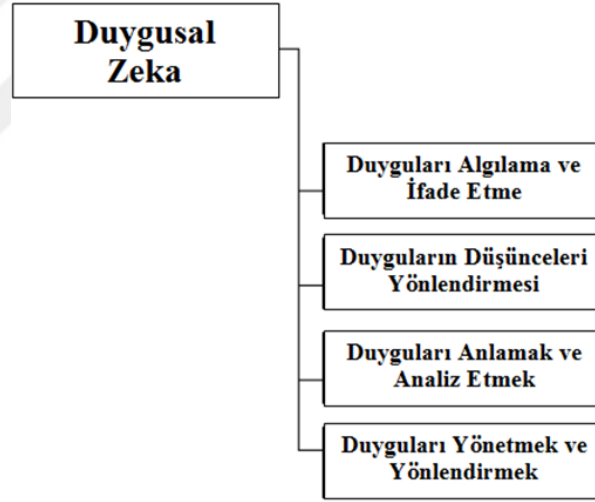 Duygusal
Zeka
Duyguları Algılama ve
İfade Etme
Duyguların Düşünceleri
Yönlendirmesi
Duyguları Anlamak ve
Analiz Etmek
Duyguları Yönetmek ve
Yönlendirmek